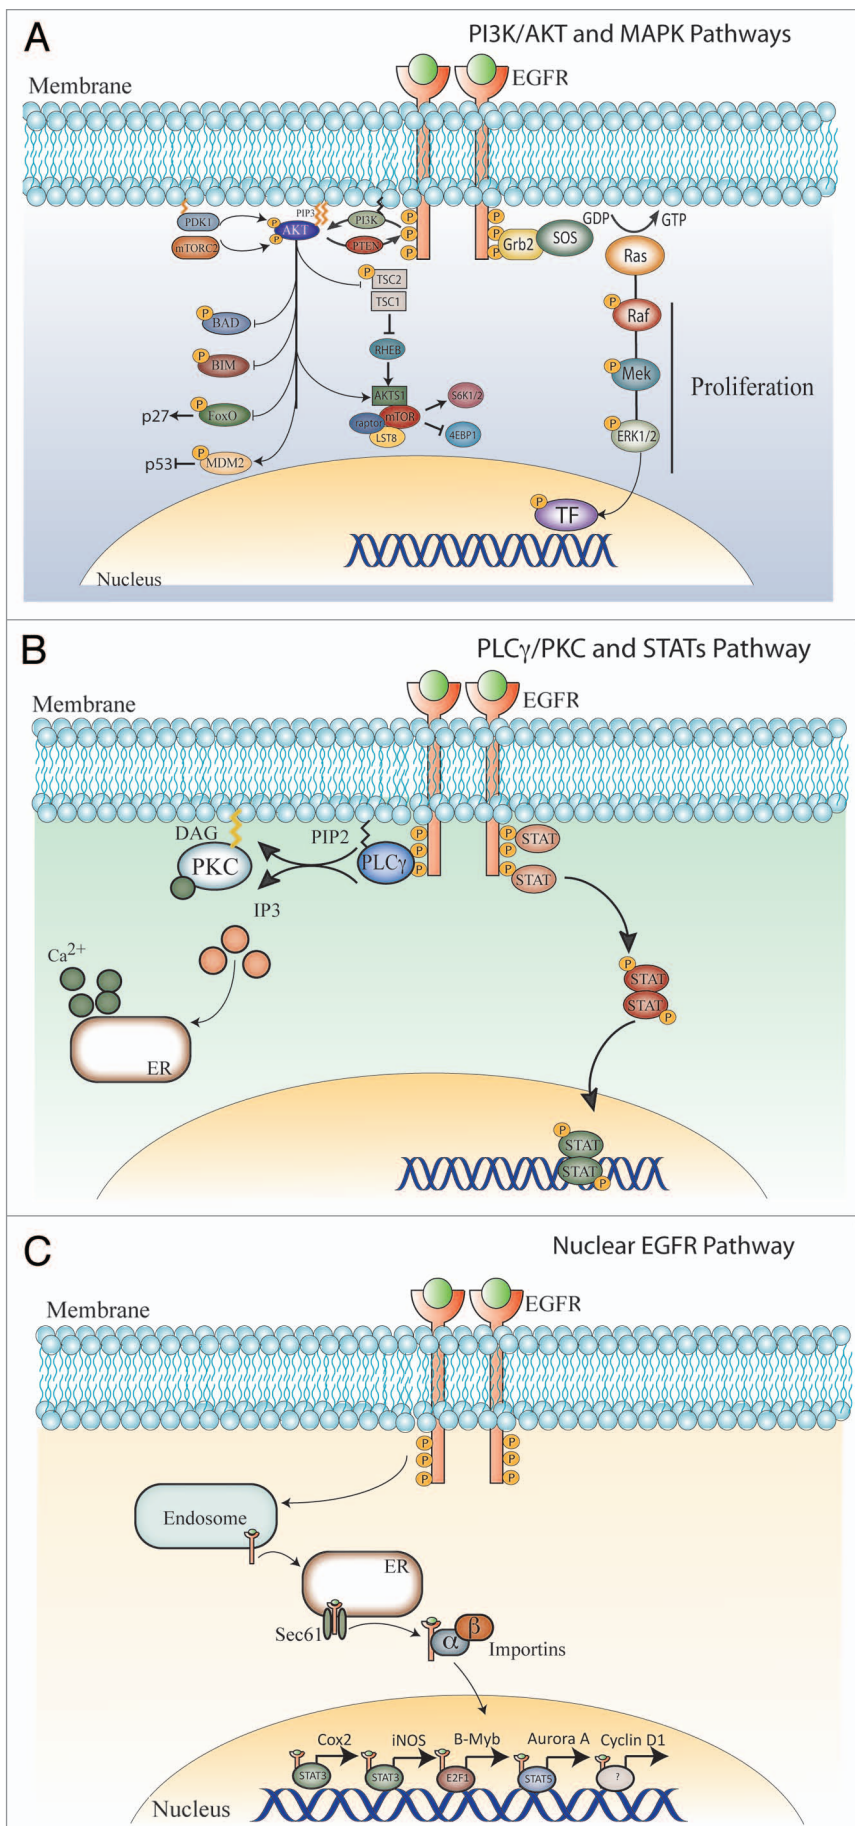 A
PI3K/AKT and MAPK Pathways
Membrane
EGFR
PDK1
mTORC2
P
P
AKT
PIP3
PI3K
PTEN
P
P
P
P
P
P
Grb2
SOS
GDP
GTP
Ras
P
Raf
P
Mek
P
ERK1/2
Proliferation
P
TSC2
TSC1
RHEB
AKTS1
mTOR
raptor
LST8
S6K1/2
4EBP1
P
BAD
P
BIM
p27
P
FoxO
p53
P
MDM2
P
TF
Nucleus
B
PLCγ/PKC and STATs Pathway
Membrane
EGFR
DAG
PKC
PIP2
PLCγ
P
P
P
P
P
P
STAT
STAT
IP3
Ca2+
ER
P
STAT
STAT
P
P
STAT
STAT
P
C
Nuclear EGFR Pathway
Membrane
EGFR
P
P
P
P
P
P
Endosome
ER
Sec61
α
β
Importins
Cox2
iNOS
B-Myb
Aurora A
Cyclin D1
STAT3
STAT3
E2F1
STAT5
?
Nucleus